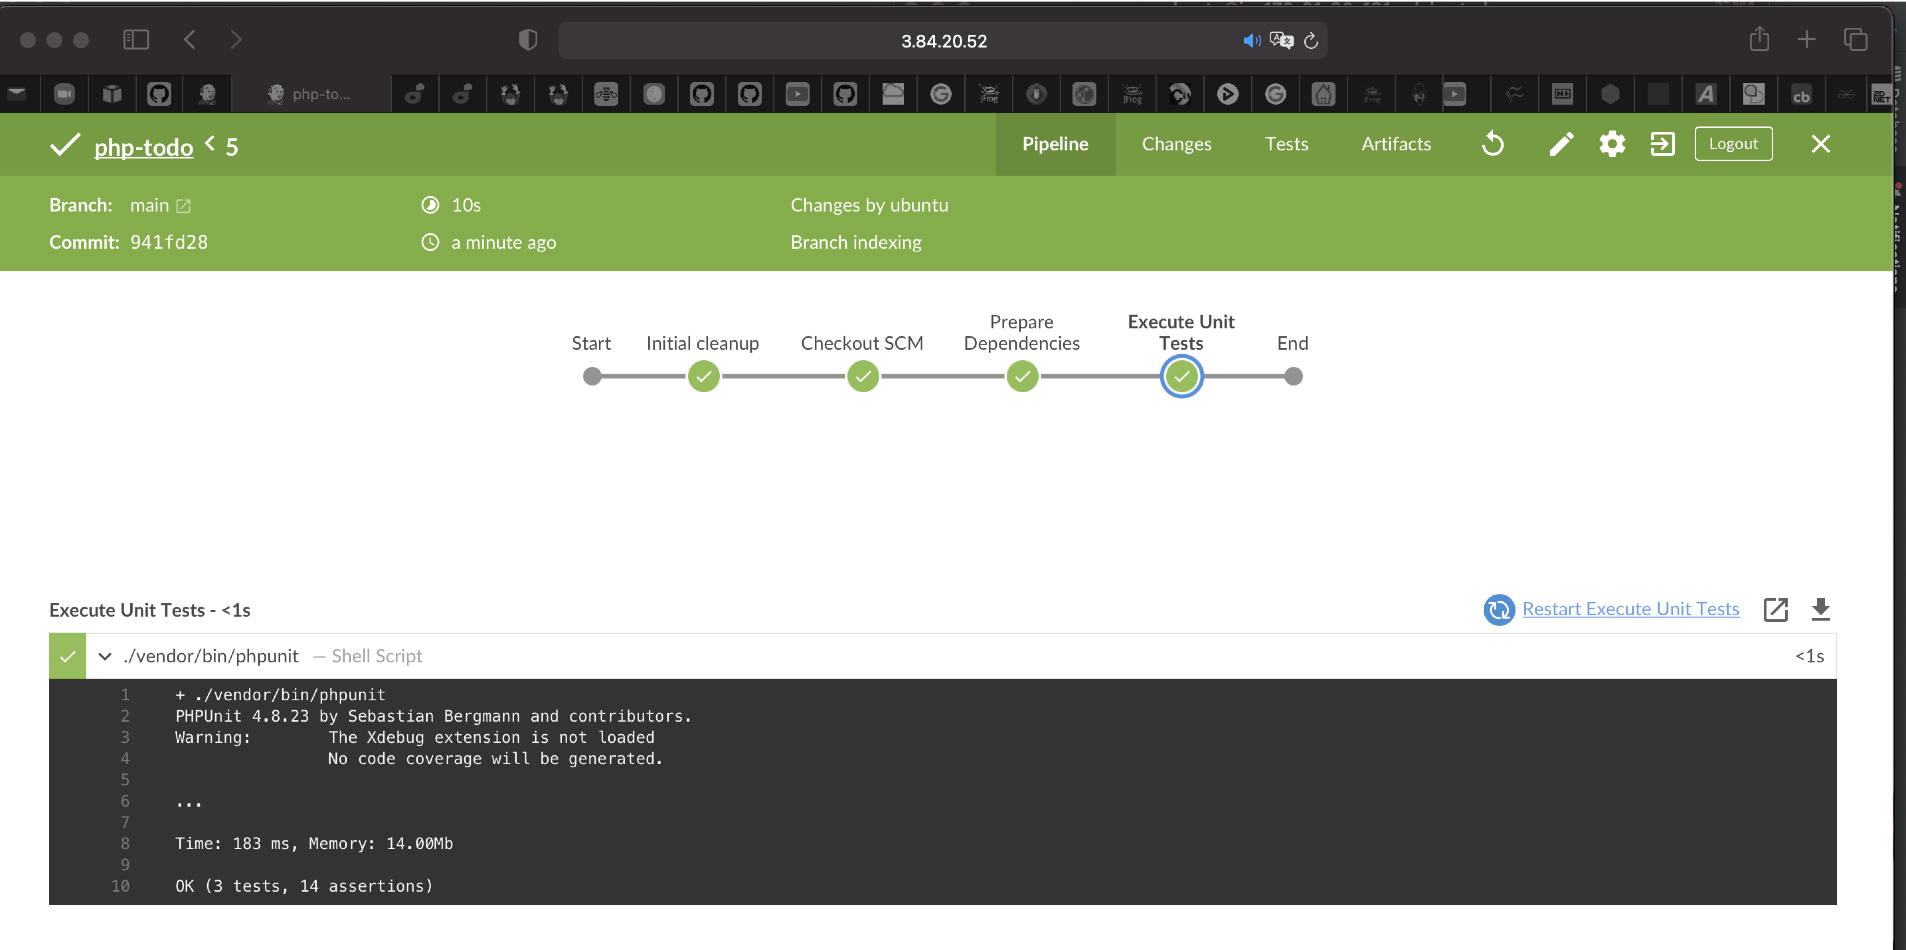 3.84.20.52
php-to...
php-todo < 5
Pipeline
Changes
Tests
Artifacts
Logout
Branch: main
10s
Changes by ubuntu
Commit: 941fd28
a minute ago
Branch indexing
Start
Initial cleanup
Checkout SCM
Prepare
Dependencies
Execute Unit
Tests
End
Execute Unit Tests - <1s
Restart Execute Unit Tests
./vendor/bin/phpunit — Shell Script
<1s
1 + ./vendor/bin/phpunit
2 PHPUnit 4.8.23 by Sebastian Bergmann and contributors.
3 Warning: The Xdebug extension is not loaded
4 No code coverage will be generated.
5
6 ...
7
8 Time: 183 ms, Memory: 14.00Mb
9
10 OK (3 tests, 14 assertions)